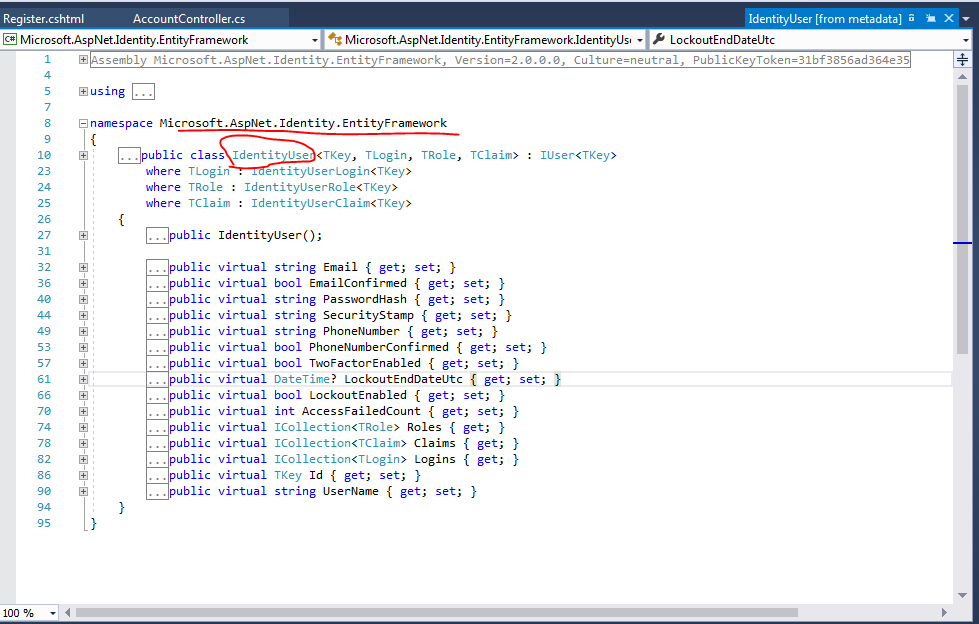 Register.cshtml AccountController.cs IdentityUser [from metadata]
C# Microsoft.AspNet.Identity.EntityFramework Microsoft.AspNet.Identity.EntityFramework.IdentityUs LockoutEndDateUtc
1 Assembly Microsoft.AspNet.Identity.EntityFramework, Version=2.0.0.0, Culture=neutral, PublicKeyToken=31bf3856ad364e35
4
5 using ...
7
8 namespace Microsoft.AspNet.Identity.EntityFramework
9 {
10 ...public class IdentityUser<TKey, TLogin, TRole, TClaim> : IUser<TKey>
23 where TLogin : IdentityUserLogin<TKey>
24 where TRole : IdentityUserRole<TKey>
25 where TClaim : IdentityUserClaim<TKey>
26 {
27 ...public IdentityUser();
31
32 ...public virtual string Email { get; set; }
36 ...public virtual bool EmailConfirmed { get; set; }
40 ...public virtual string PasswordHash { get; set; }
44 ...public virtual string SecurityStamp { get; set; }
49 ...public virtual string PhoneNumber { get; set; }
53 ...public virtual bool PhoneNumberConfirmed { get; set; }
57 ...public virtual bool TwoFactorEnabled { get; set; }
61 ...public virtual DateTime? LockoutEndDateUtc { get; set; }
66 ...public virtual bool LockoutEnabled { get; set; }
70 ...public virtual int AccessFailedCount { get; set; }
74 ...public virtual ICollection<TRole> Roles { get; }
78 ...public virtual ICollection<TClaim> Claims { get; }
82 ...public virtual ICollection<TLogin> Logins { get; }
86 ...public virtual TKey Id { get; set; }
90 ...public virtual string UserName { get; set; }
94 }
95 }
100 %